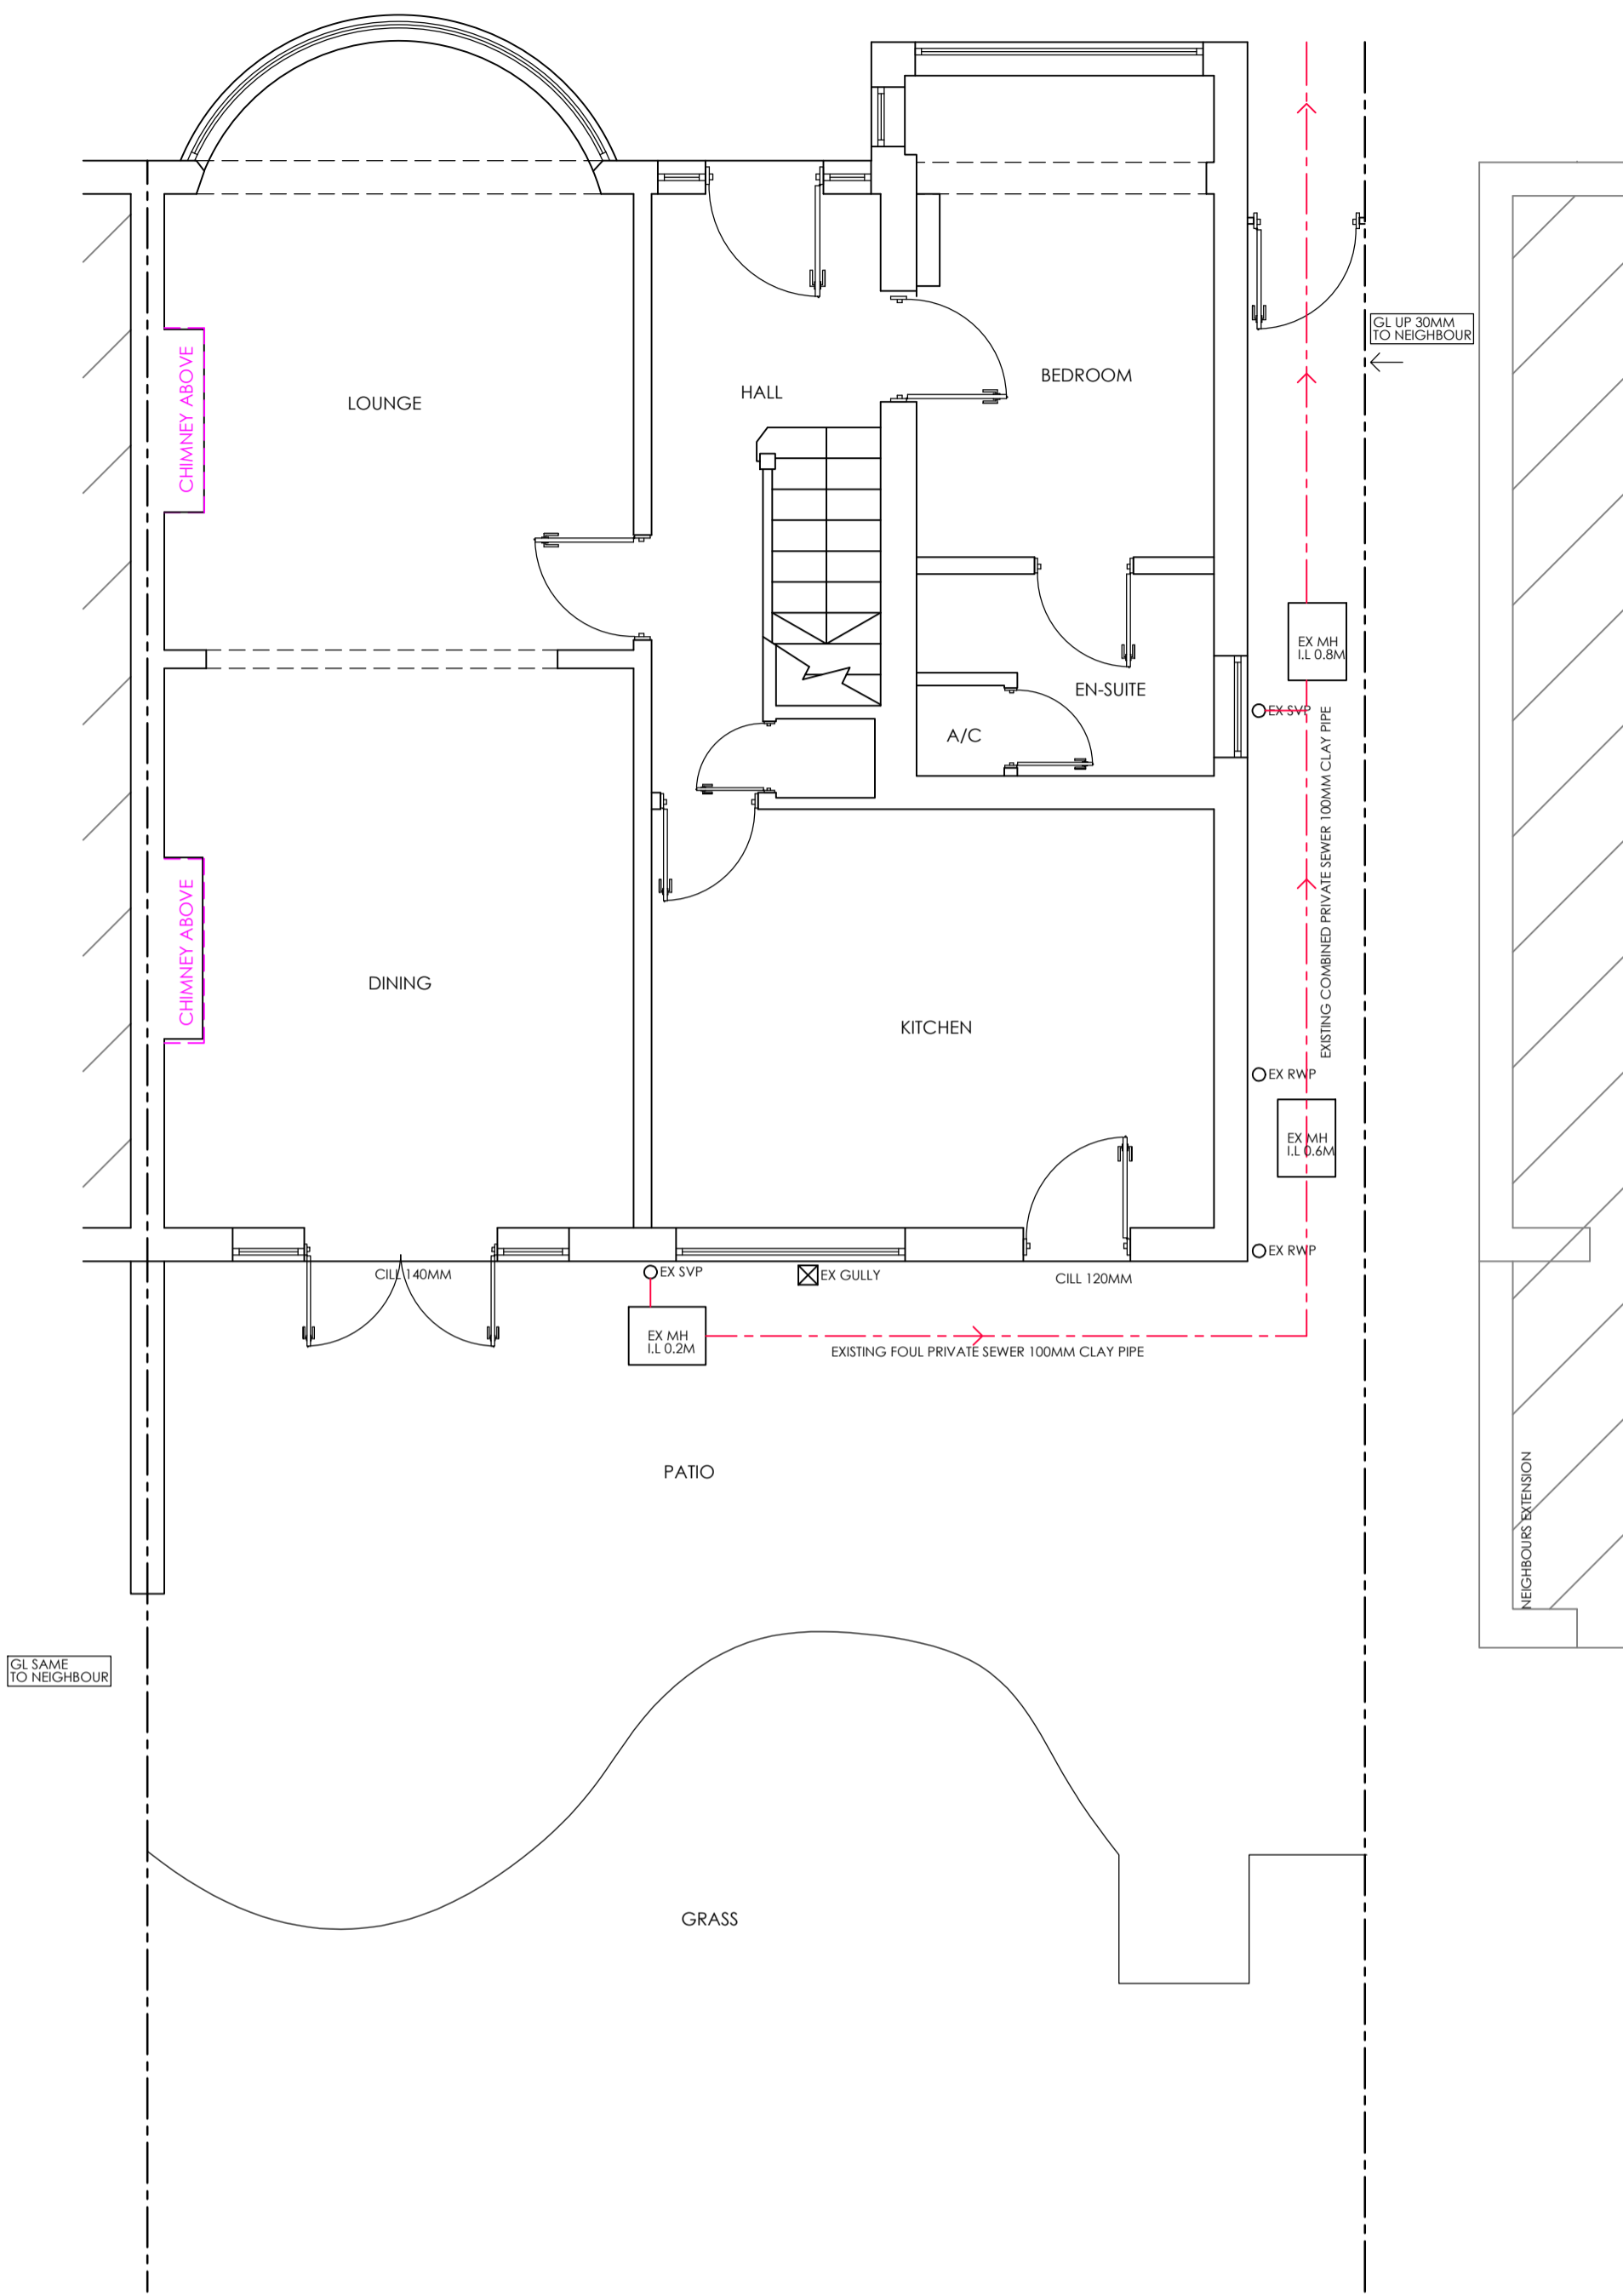 GL UP 30MM
TO NEIGHBOUR
BEDROOM
HALL
LOUNGE
CHIMNEY ABOVE
EX MH
I.L 0.8M
EN-SUITE
EX SVP
A/C
EXISTING COMBINED PRIVATE SEWER 100MM CLAY PIPE
CHIMNEY ABOVE
DINING
KITCHEN
EX RWP
EX MH
I.L 0.6M
EX RWP
CILL 140MM
EX SVP
EX GULLY
CILL 120MM
EX MH
I.L 0.2M
EXISTING FOUL PRIVATE SEWER 100MM CLAY PIPE
PATIO
NEIGHBOURS EXTENSION
GL SAME
TO NEIGHBOUR
GRASS